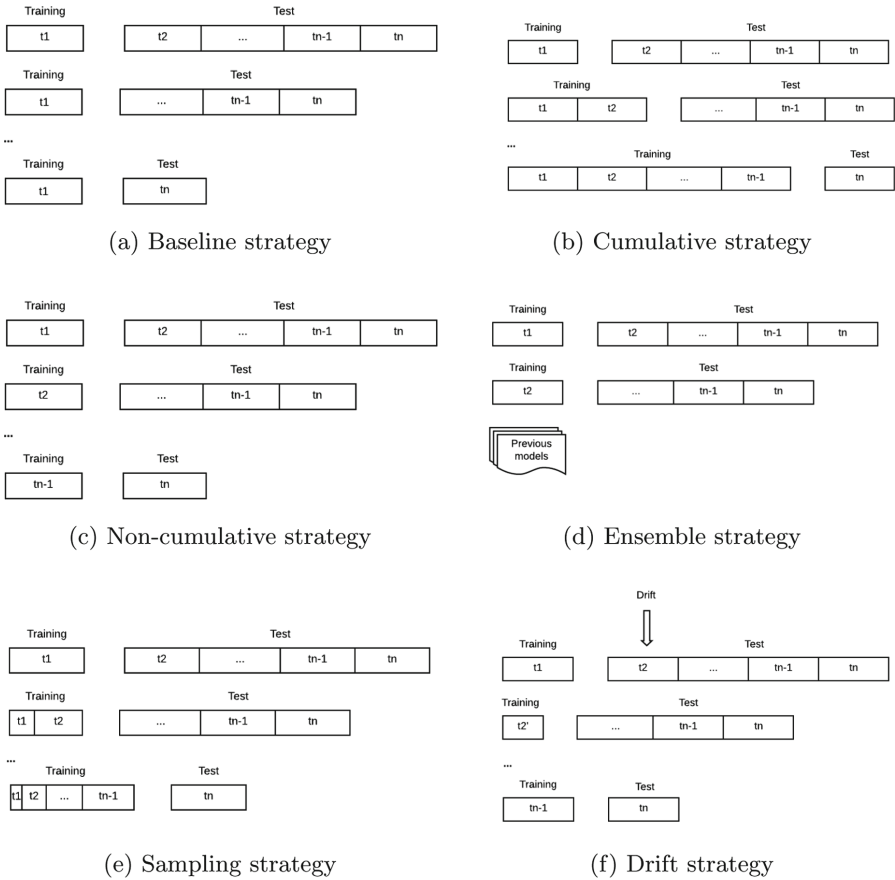 Training Test
t1 t2 ... tn-1 tn
Training Test
t1 ... tn-1 tn
...
Training Test
t1 tn
(a) Baseline strategy
Training Test
t1 t2 ... tn-1 tn
Training Test
t1 t2 ... tn-1 tn
...
Training Test
t1 t2 ... tn-1 tn
(b) Cumulative strategy
Training Test
t1 t2 ... tn-1 tn
Training Test
t2 ... tn-1 tn
...
Training Test
tn-1 tn
(c) Non-cumulative strategy
Training Test
t1 t2 ... tn-1 tn
Training Test
t2 ... tn-1 tn
Previous
models
(d) Ensemble strategy
Training Test
t1 t2 ... tn-1 tn
Training Test
t1 t2 ... tn-1 tn
...
Training Test
t1 t2 ... tn-1 tn
(e) Sampling strategy
Drift
Training Test
t1 t2 ... tn-1 tn
Training Test
t2' ... tn-1 tn
...
Training Test
tn-1 tn
(f) Drift strategy